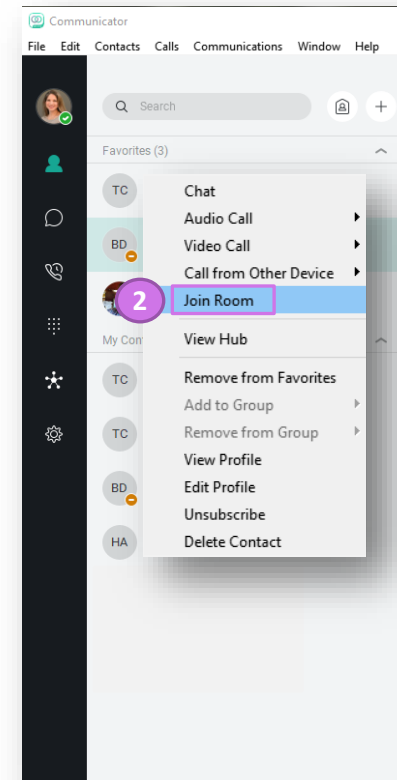 Communicator
File Edit Contacts Calls Communications Window Help
Search
Favorites (3)
TC
Chat
Audio Call
BD
Video Call
Call from Other Device
2
Join Room
My Con
View Hub
TC
Remove from Favorites
Add to Group
TC
Remove from Group
View Profile
BD
Edit Profile
Unsubscribe
HA
Delete Contact